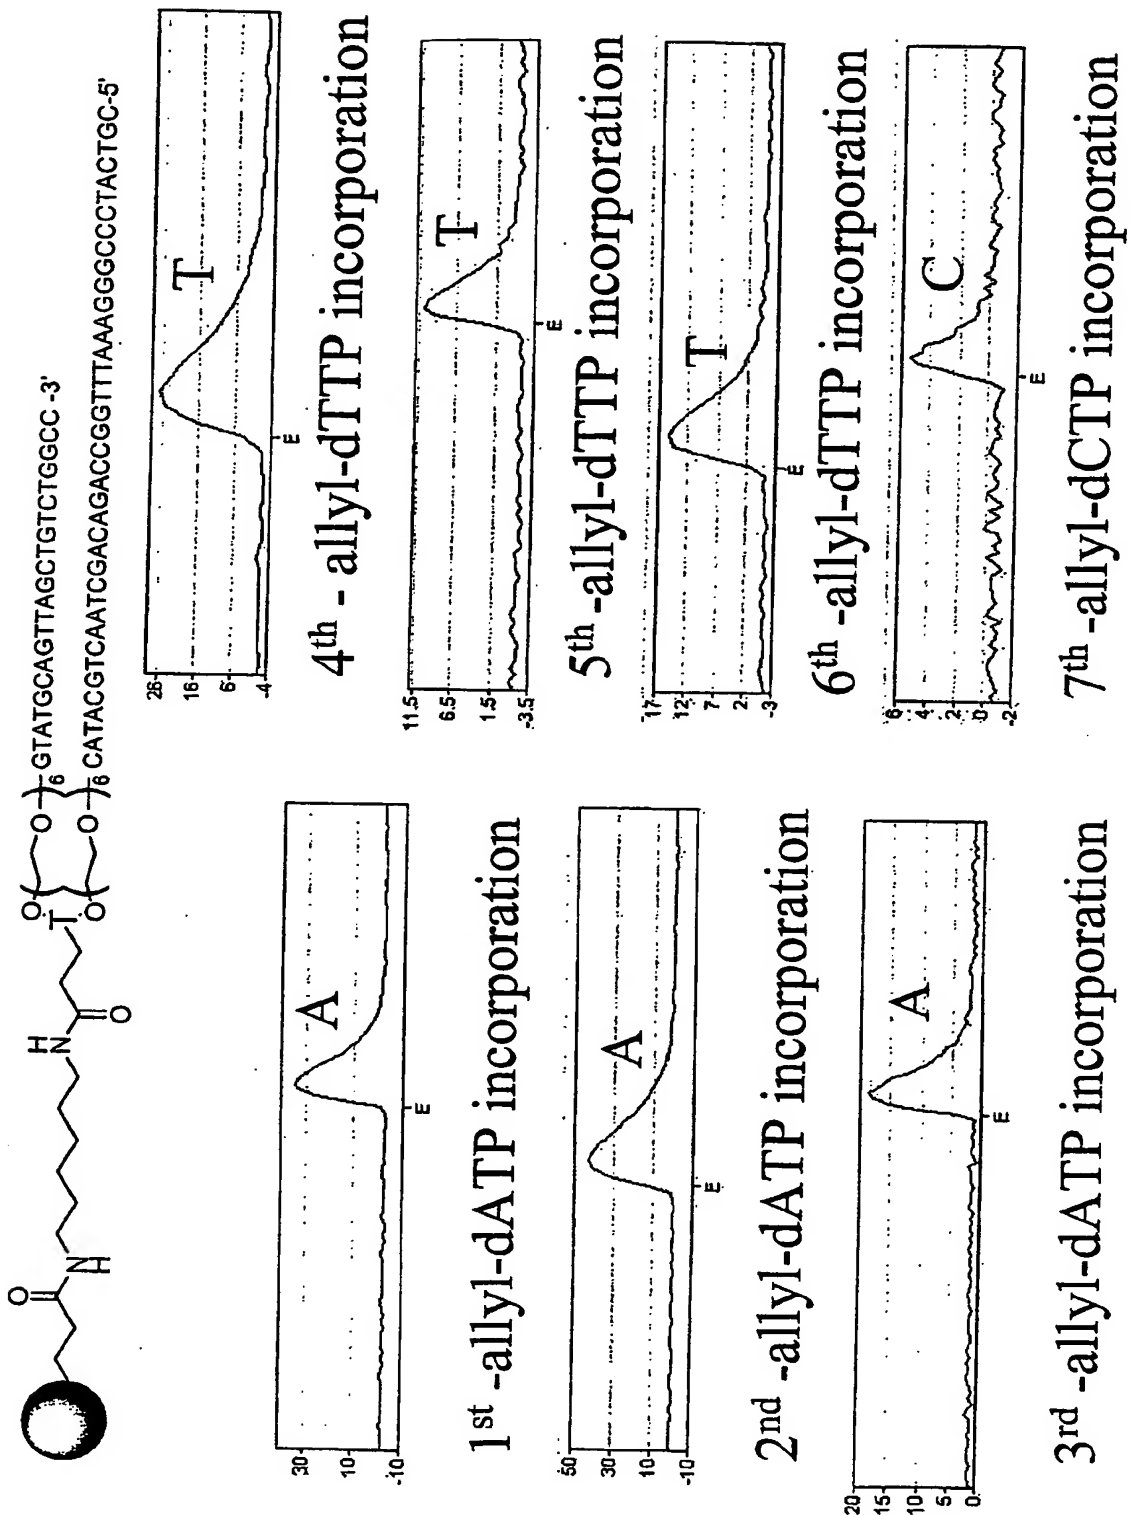 O
N
H
H
N
O
O
O
)6
GTATGCAGTTAGCTGTCTGGCC -3'
T
O
O
)6
CATACGTCAATCGACAGACCGGTTTAAAGGGCCCTACTGC-5'
30
10
-10
A
E
1st -allyl-dATP incorporation
50
30
10
-10
A
E
2nd -allyl-dATP incorporation
20
15
10
5
0
A
E
3rd -allyl-dATP incorporation
26
16
6
-4
T
E
4th - allyl-dTTP incorporation
11.5
6.5
1.5
-3.5
T
E
5th -allyl-dTTP incorporation
17
12
7
2
-3
T
E
6th -allyl-dTTP incorporation
6
4
2
0
-2
C
E
7th -allyl-dCTP incorporation